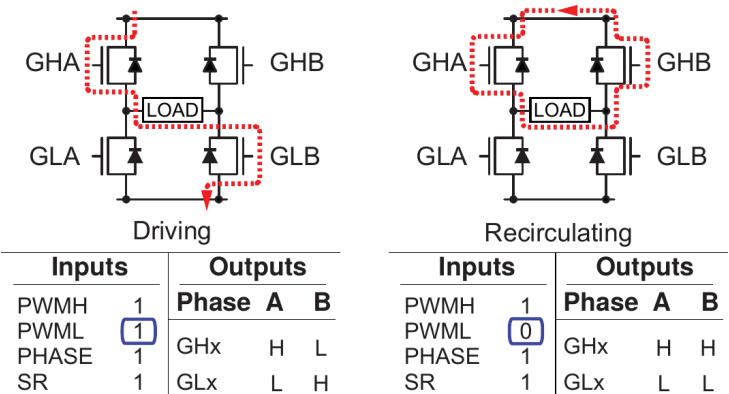 GHA GHB
LOAD
GLA GLB
Driving
Inputs Outputs
PWMH 1 Phase A B
PWML 1
GHx H L
PHASE 1
SR 1 GLx L H
GHA GHB
LOAD
GLA GLB
Recirculating
Inputs Outputs
PWMH 1 Phase A B
PWML 0
GHx H H
PHASE 1
SR 1 GLx L L